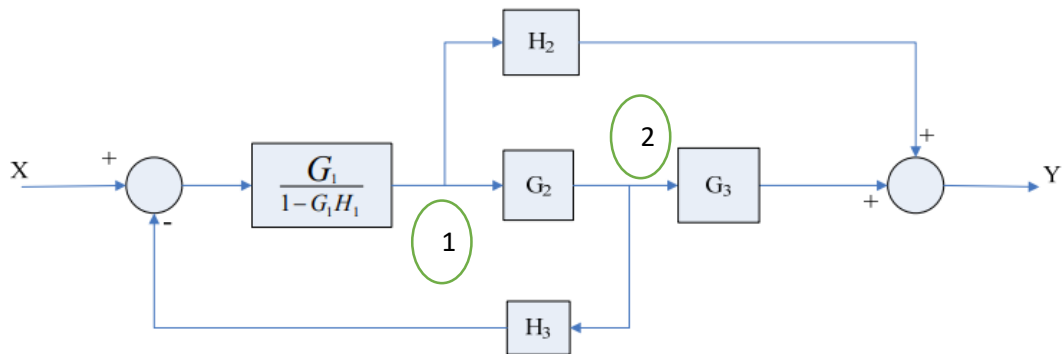 H₂
2
X
+
G₁
1 − G₁H₁
G₂
G₃
+
+
Y
-
1
H₃